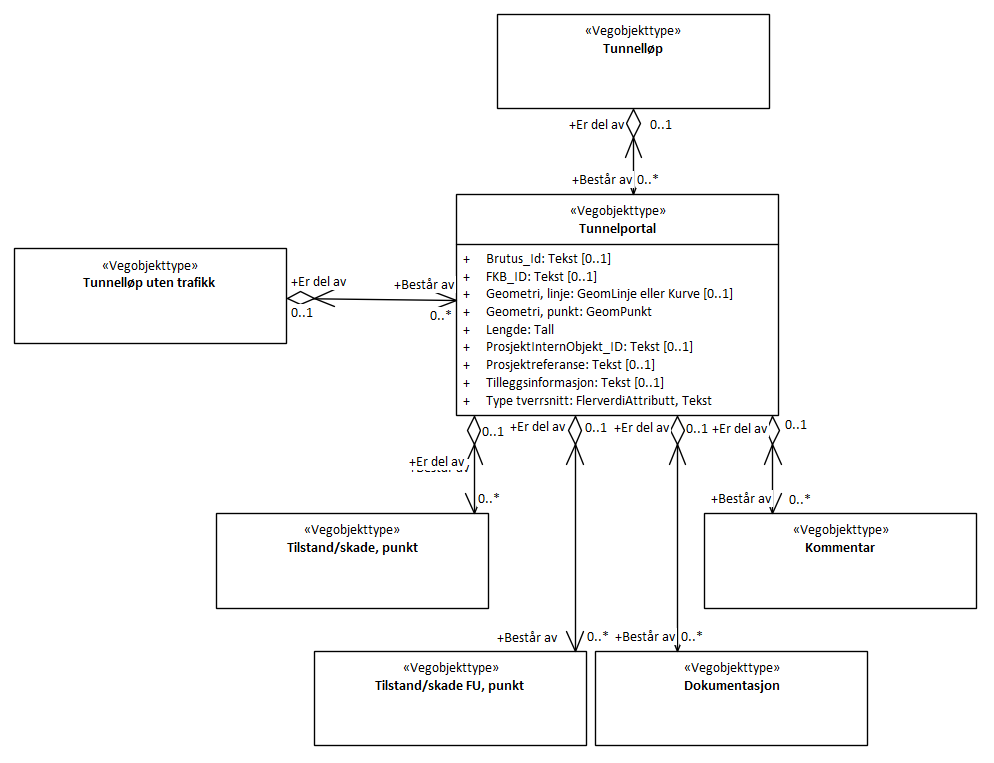 «Vegobjekttype»
Tunnelløp
+Er del av 0..1
+Består av 0..*
«Vegobjekttype»
Tunnelportal
+ Brutus_Id: Tekst [0..1]
+ FKB_ID: Tekst [0..1]
+ Geometri, linje: GeomLinje eller Kurve [0..1]
+ Geometri, punkt: GeomPunkt
+ Lengde: Tall
+ ProsjektInternObjekt_ID: Tekst [0..1]
+ Prosjektreferanse: Tekst [0..1]
+ Tilleggsinformasjon: Tekst [0..1]
+ Type tverrsnitt: FlerverdiAttributt, Tekst
«Vegobjekttype»
Tunnelløp uten trafikk
+Er del av
0..1
+Består av
0..*
0..1
+Er del av
+Består av
0..*
«Vegobjekttype»
Tilstand/skade, punkt
+Er del av 0..1
+Består av 0..*
«Vegobjekttype»
Tilstand/skade FU, punkt
+Er del av 0..1
+Består av 0..*
«Vegobjekttype»
Dokumentasjon
+Er del av 0..1
+Består av 0..*
«Vegobjekttype»
Kommentar